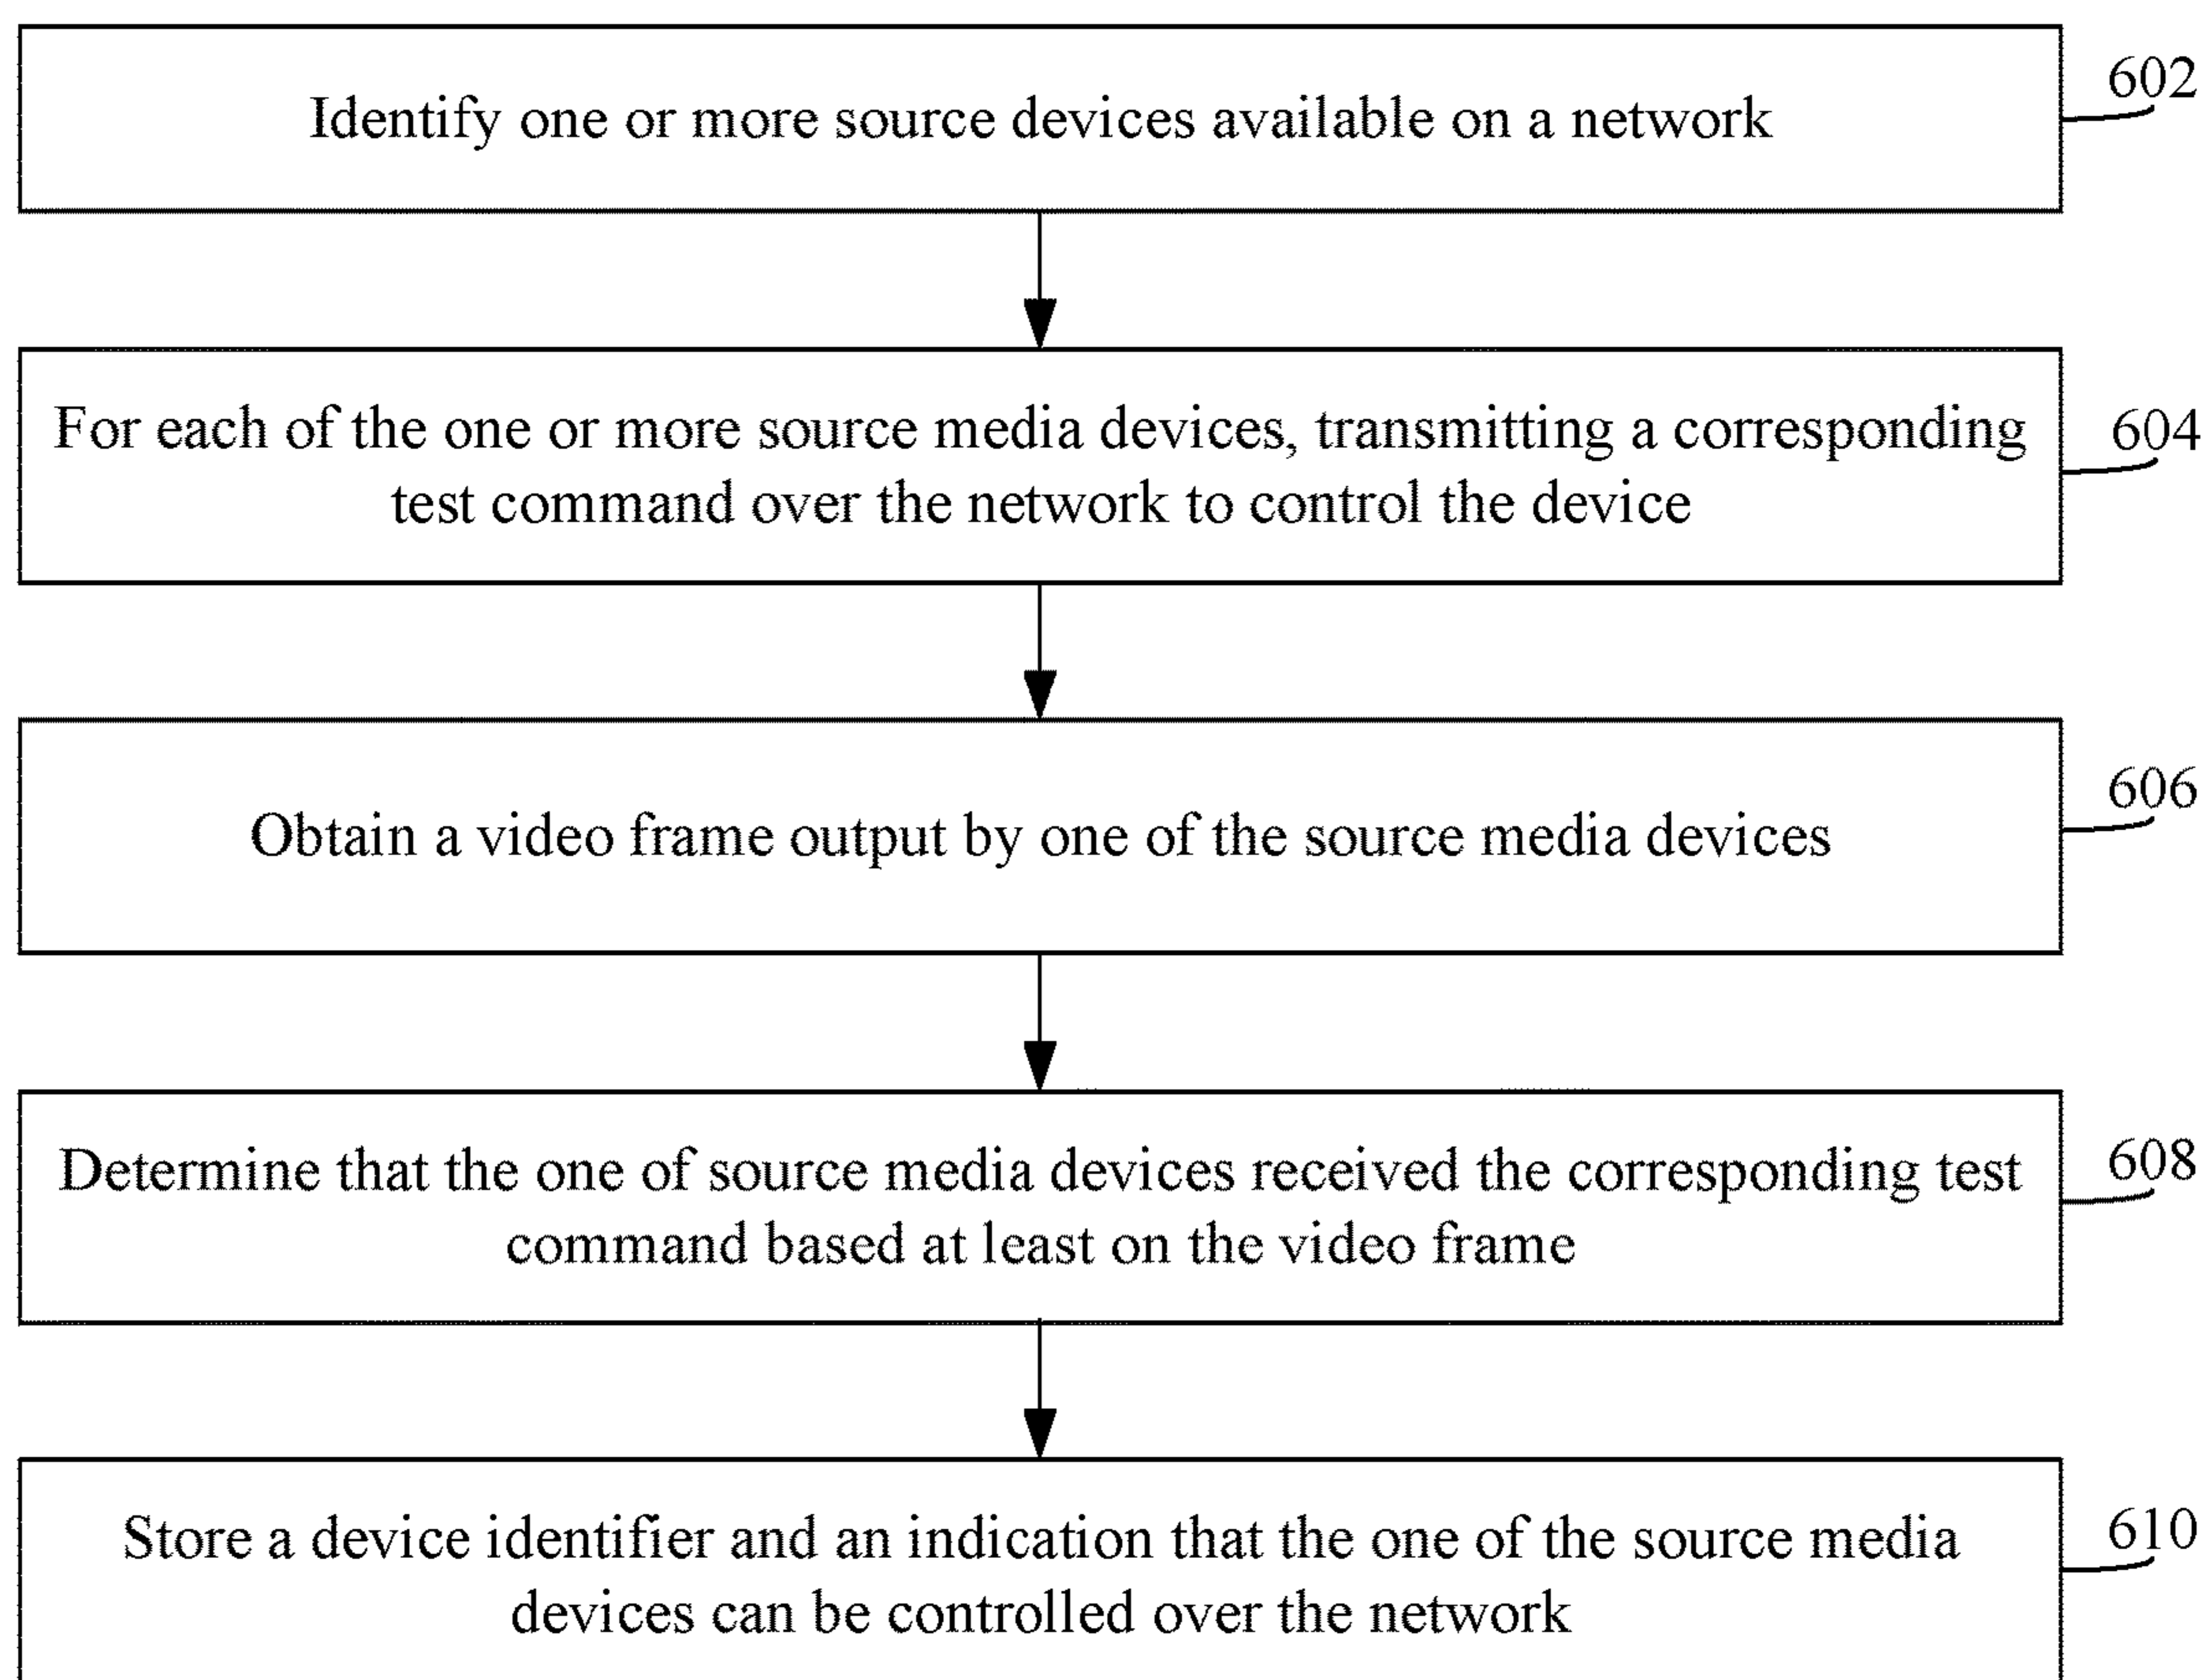 Identify one or more source devices available on a network
602
For each of the one or more source media devices, transmitting a corresponding
test command over the network to control the device
604
Obtain a video frame output by one of the source media devices
606
Determine that the one of source media devices received the corresponding test
command based at least on the video frame
608
Store a device identifier and an indication that the one of the source media
devices can be controlled over the network
610